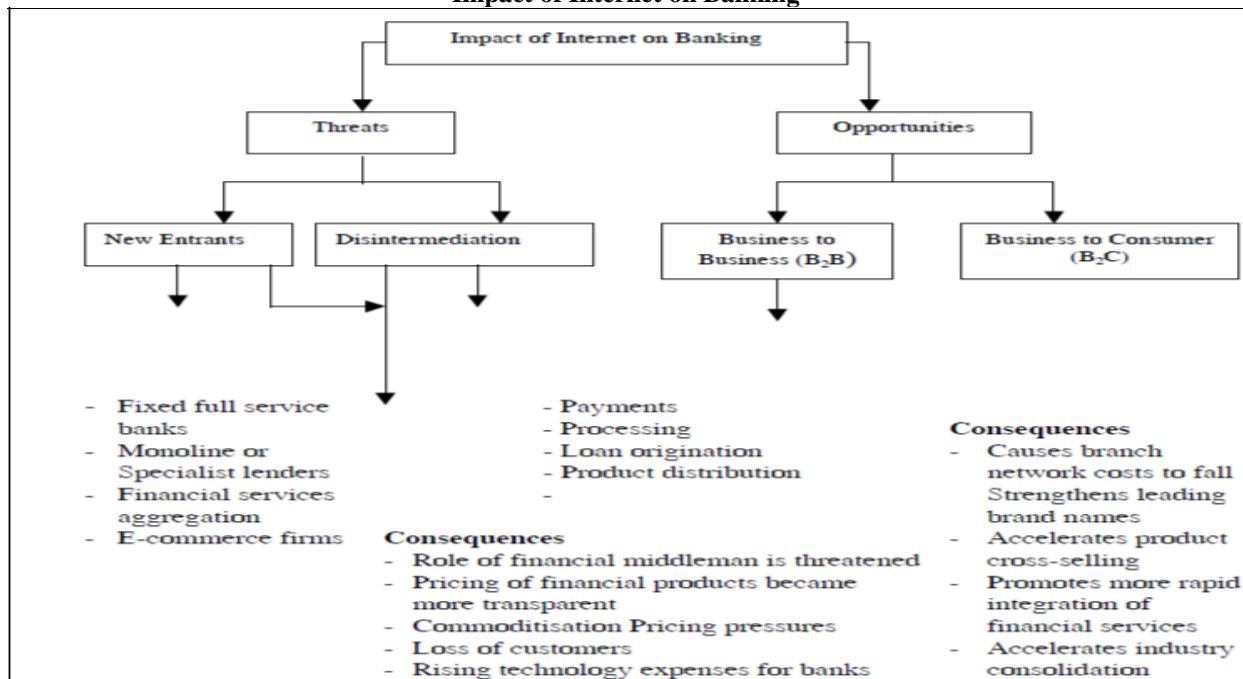 Impact of Internet on Banking
Impact of Internet on Banking
Threats
Opportunities
New Entrants
Disintermediation
Business to
Business (B₂B)
Business to Consumer
(B₂C)
- Fixed full service
banks
- Monoline or
Specialist lenders
- Financial services
aggregation
- E-commerce firms
- Payments
- Processing
- Loan origination
- Product distribution
-
Consequences
- Role of financial middleman is threatened
- Pricing of financial products became
more transparent
- Commoditisation Pricing pressures
- Loss of customers
- Rising technology expenses for banks
Consequences
- Causes branch
network costs to fall
Strengthens leading
brand names
- Accelerates product
cross-selling
- Promotes more rapid
integration of
financial services
- Accelerates industry
consolidation